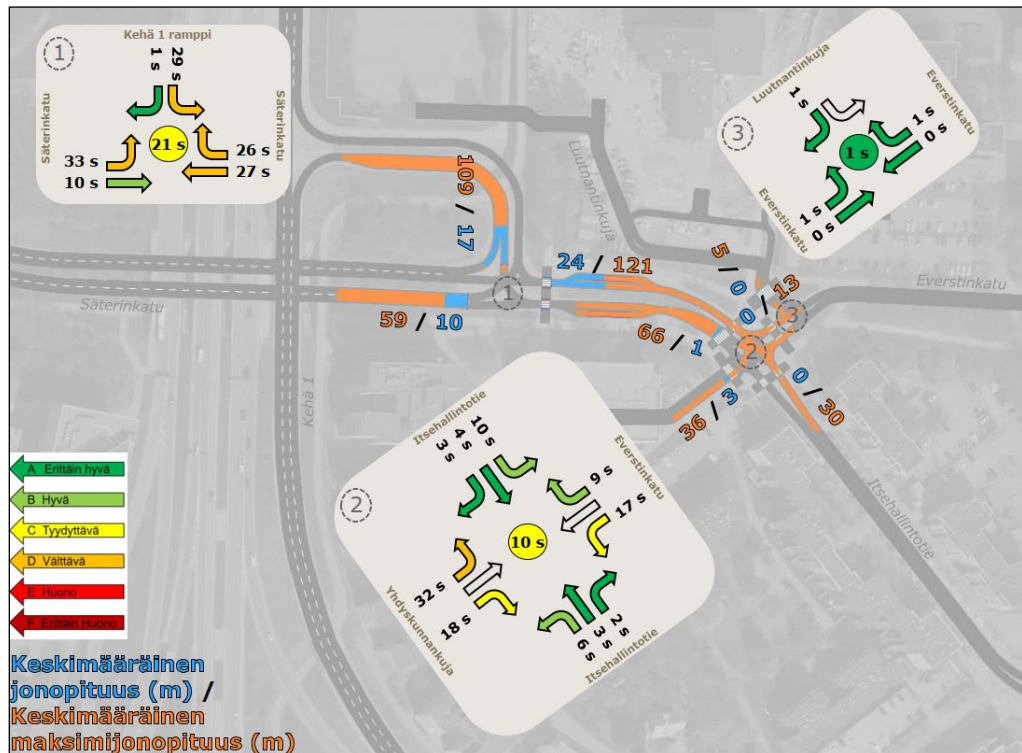 1
Kehä 1 ramppi
1 s
29 s
Säterinkatu
Säterinkatu
21 s
33 s
10 s
26 s
27 s
3
Luutnantinkuja
Everstinkatu
1 s
1 s
0 s
1 s
1 s
0 s
Everstinkatu
109 / 17
Luutnantinkuja
24 / 121
5 / 0
0 / 13
Everstinkatu
Säterinkatu
1
3
59 / 10
66 / 1
2
36 / 3
0 / 30
Kehä 1
Itsehallintotie
2
Itsehallintotie
10 s
4 s
3 s
Everstinkatu
9 s
17 s
10 s
32 s
18 s
Yhdyskunnankuja
2 s
3 s
6 s
Itsehallintotie
A Erittäin hyvä
B Hyvä
C Tyydyttävä
D Välttävä
E Huono
F Erittäin Huono
Keskimääräinen
jonopituus (m) /
Keskimääräinen
maksimijonopituus (m)